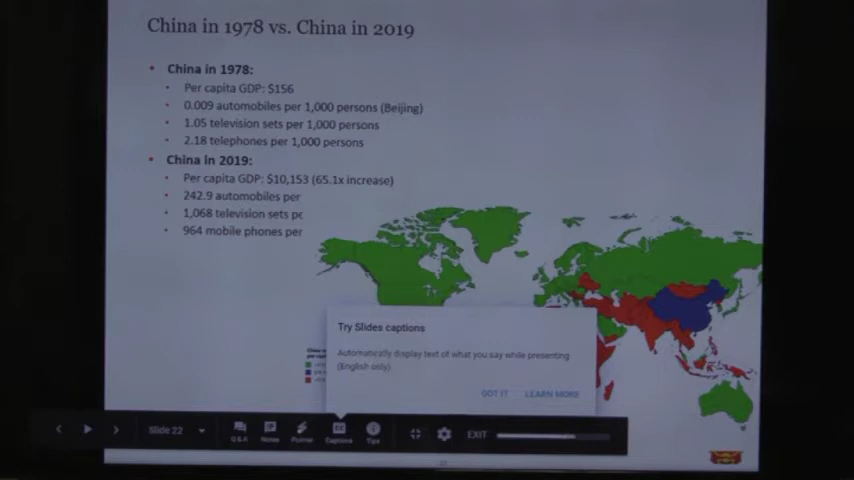 China in 1978 vs. China in 2019
• China in 1978:
• Per capita GDP: $156
• 0.009 automobiles per 1,000 persons (Beijing)
• 1.05 television sets per 1,000 persons
• 2.18 telephones per 1,000 persons
• China in 2019:
• Per capita GDP: $10,153 (65.1x increase)
• 242.9 automobiles per
• 1,068 television sets pe
• 964 mobile phones per
Try Slides captions
Automatically display text of what you say while presenting
(English only).
GOT IT LEARN MORE
Slide 22 Q&A Notes Pointer Captions Tips EXIT